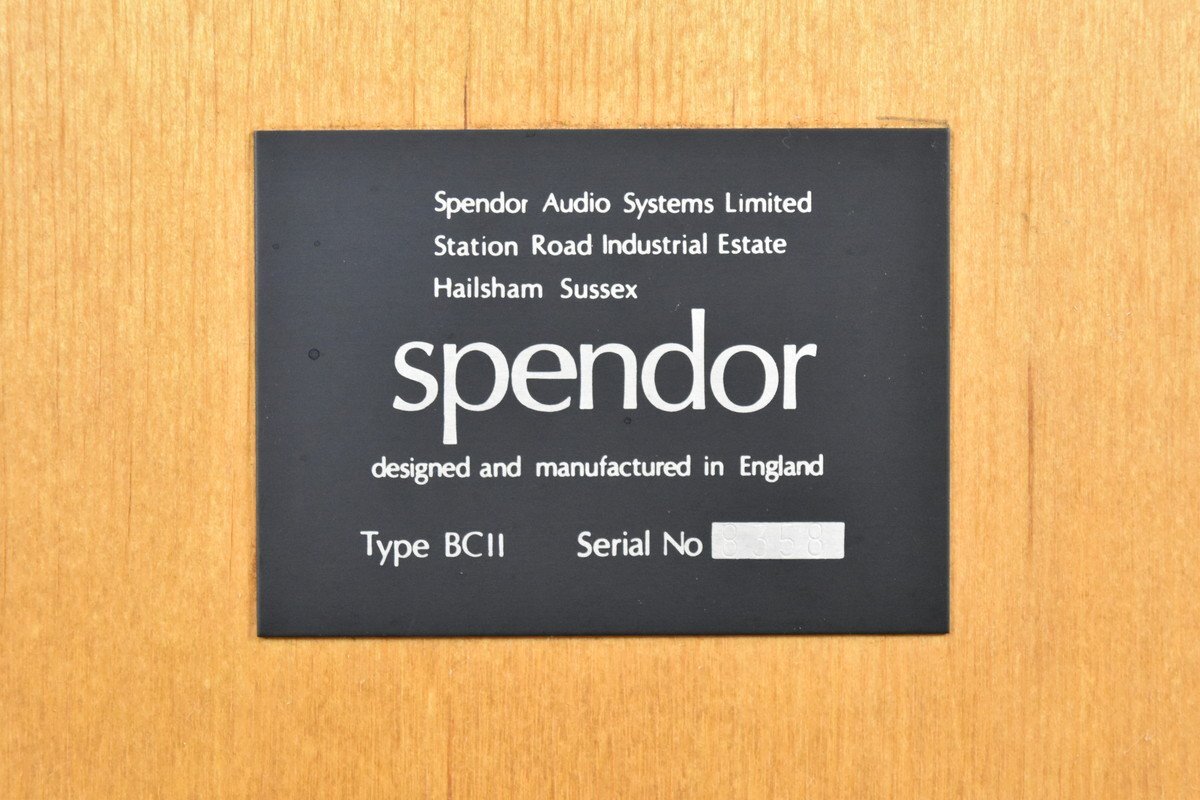 Spendor Audio Systems Limited
Station Road Industrial Estate
Hailsham Sussex
spendor
designed and manufactured in England
Type BCII Serial No 8358